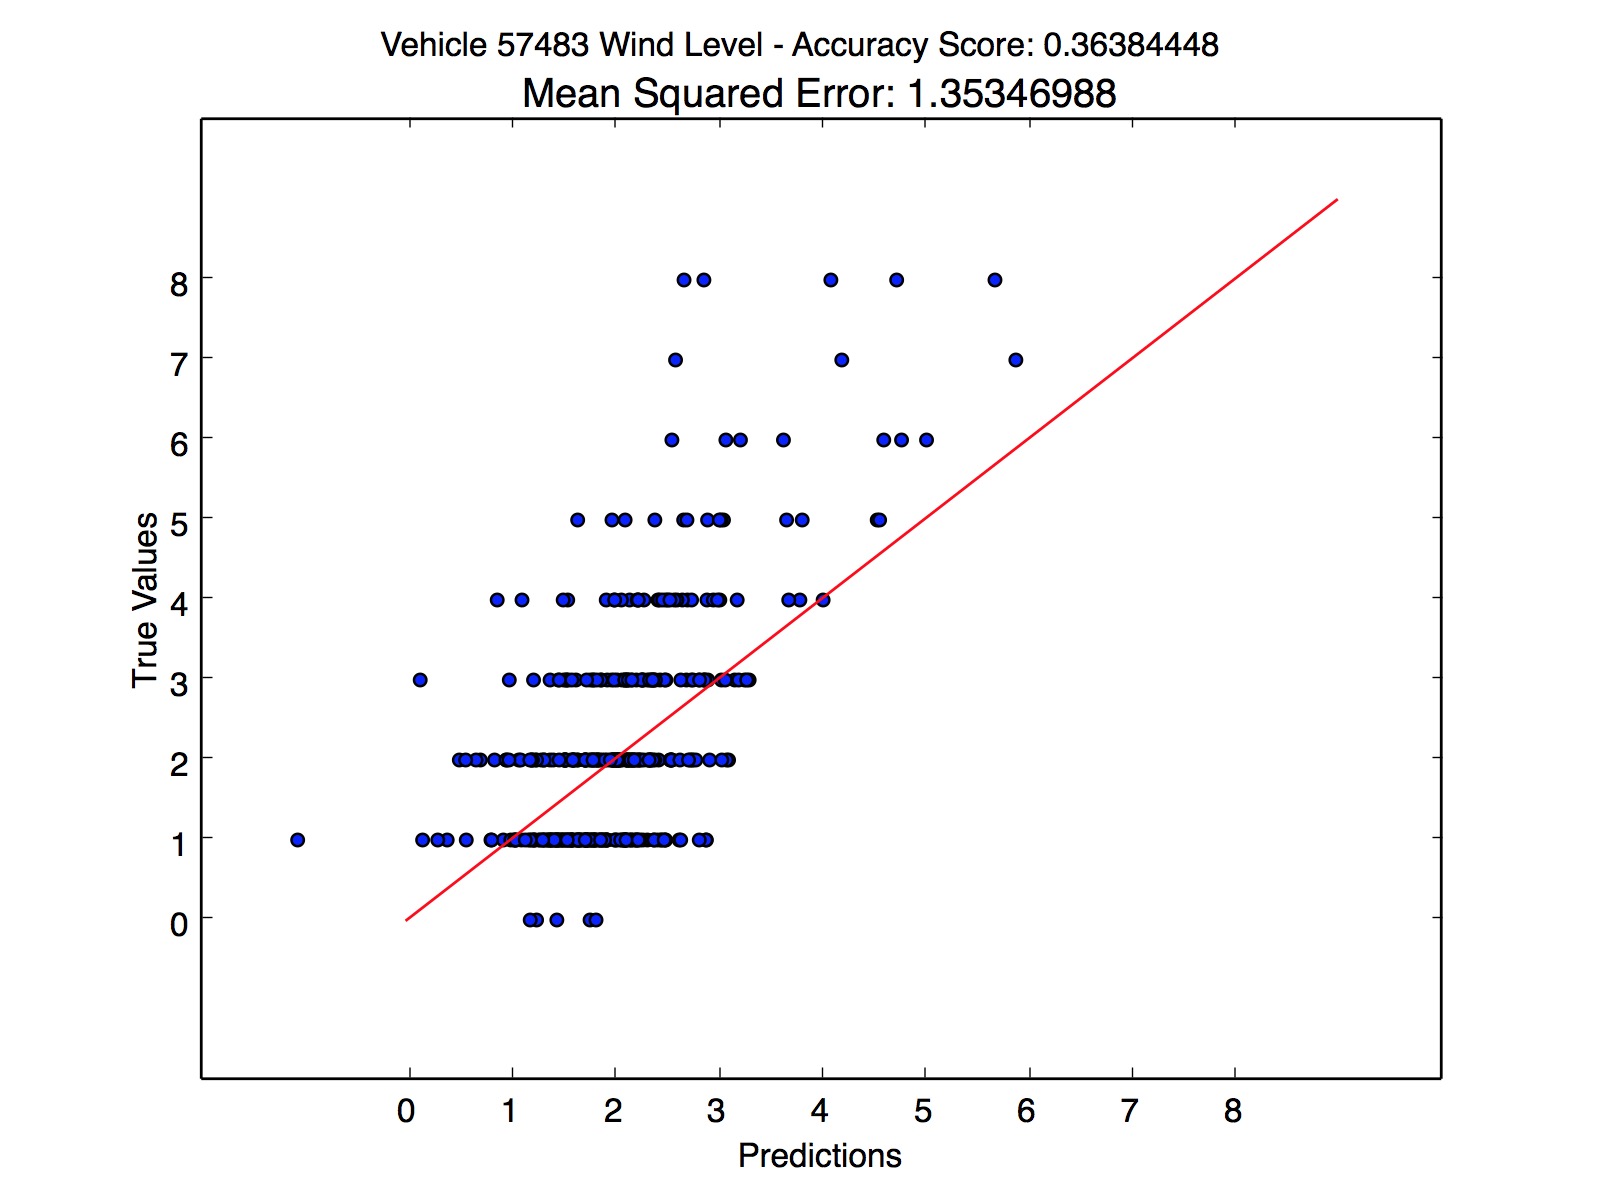 Vehicle 57483 Wind Level - Accuracy Score: 0.36384448
Mean Squared Error: 1.35346988
8
7
6
5
4
3
2
1
0
True Values
0 1 2 3 4 5 6 7 8
Predictions